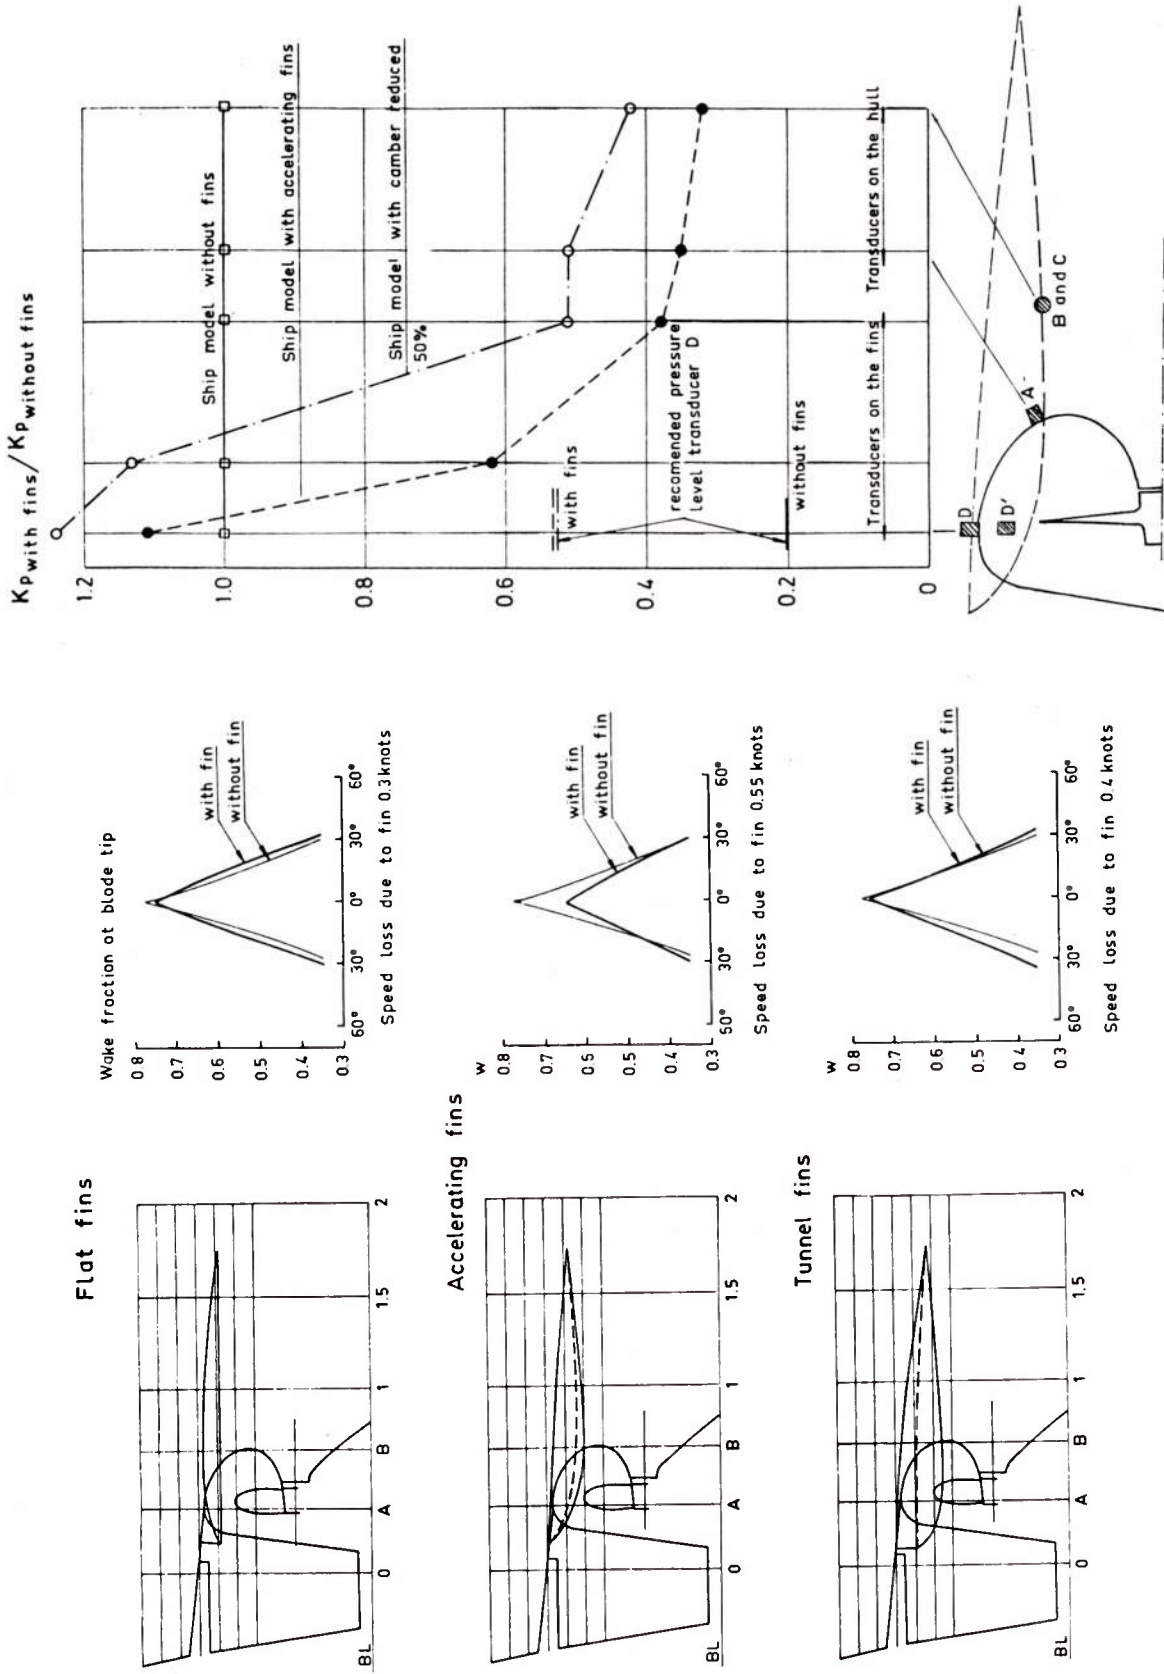 Flat fins
BL
0
A
B
1
1.5
2
Accelerating fins
BL
0
A
B
1
1.5
2
Tunnel fins
BL
0
A
B
1
1.5
2
Wake fraction at blade tip
0.8
0.7
0.6
0.5
0.4
0.3
60°
30°
0°
30°
60°
with fin
without fin
Speed loss due to fin 0.3 knots
w
0.8
0.7
0.6
0.5
0.4
0.3
50°
30°
0°
30°
60°
with fin
without fin
Speed loss due to fin 0.55 knots
w
0.8
0.7
0.6
0.5
0.4
0.3
60°
30°
0°
30°
60°
with fin
without fin
Speed loss due to fin 0.4 knots
Kp with fins/Kp without fins
1.2
1.0
0.8
0.6
0.4
0.2
0
Ship model without fins
Ship model with accelerating fins
Ship model with camber reduced
50%
with fins
recomended pressure
level transducer D
without fins
Transducers on the fins
Transducers on the hull
D
D'
A
B and C